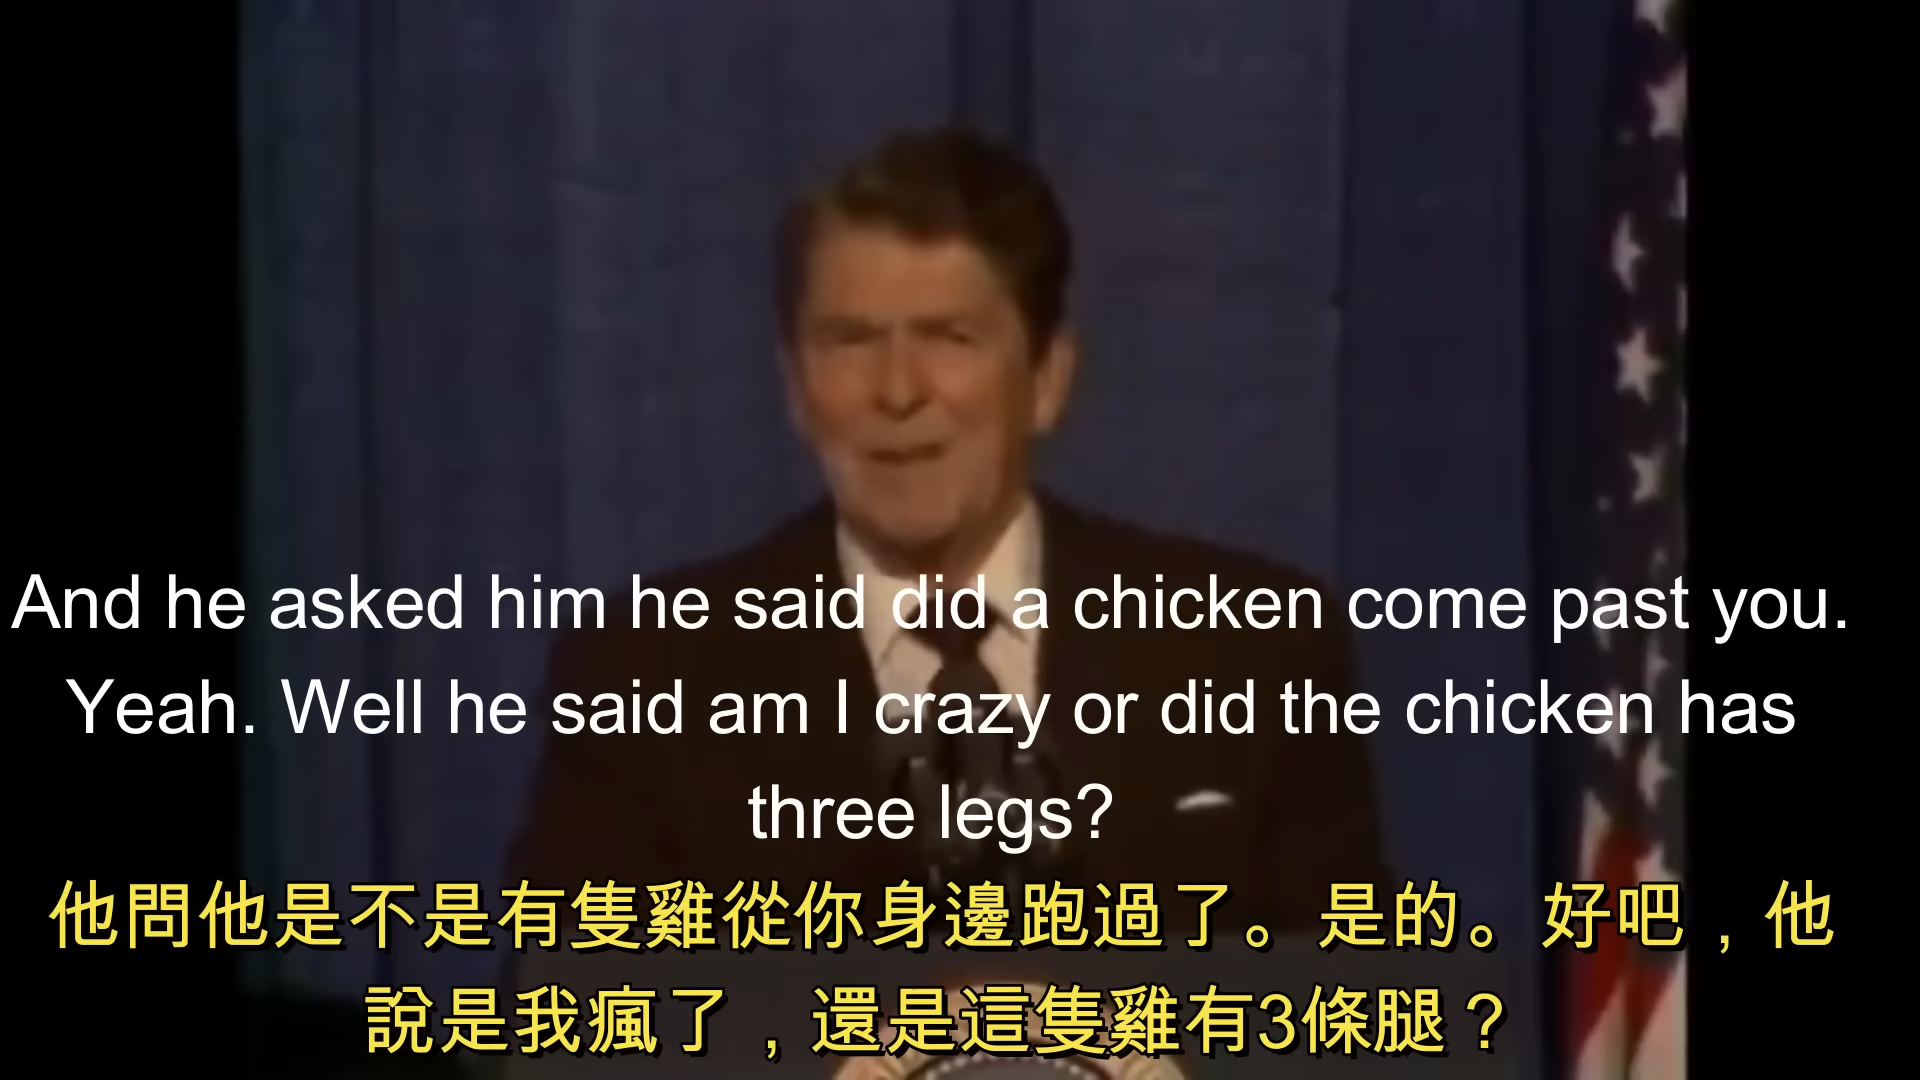 And he asked him he said did a chicken come past you.
Yeah. Well he said am I crazy or did the chicken has
three legs?
他問他是不是有隻雞從你身邊跑過了。是的。好吧，他
說是我瘋了，還是這隻雞有3條腿？